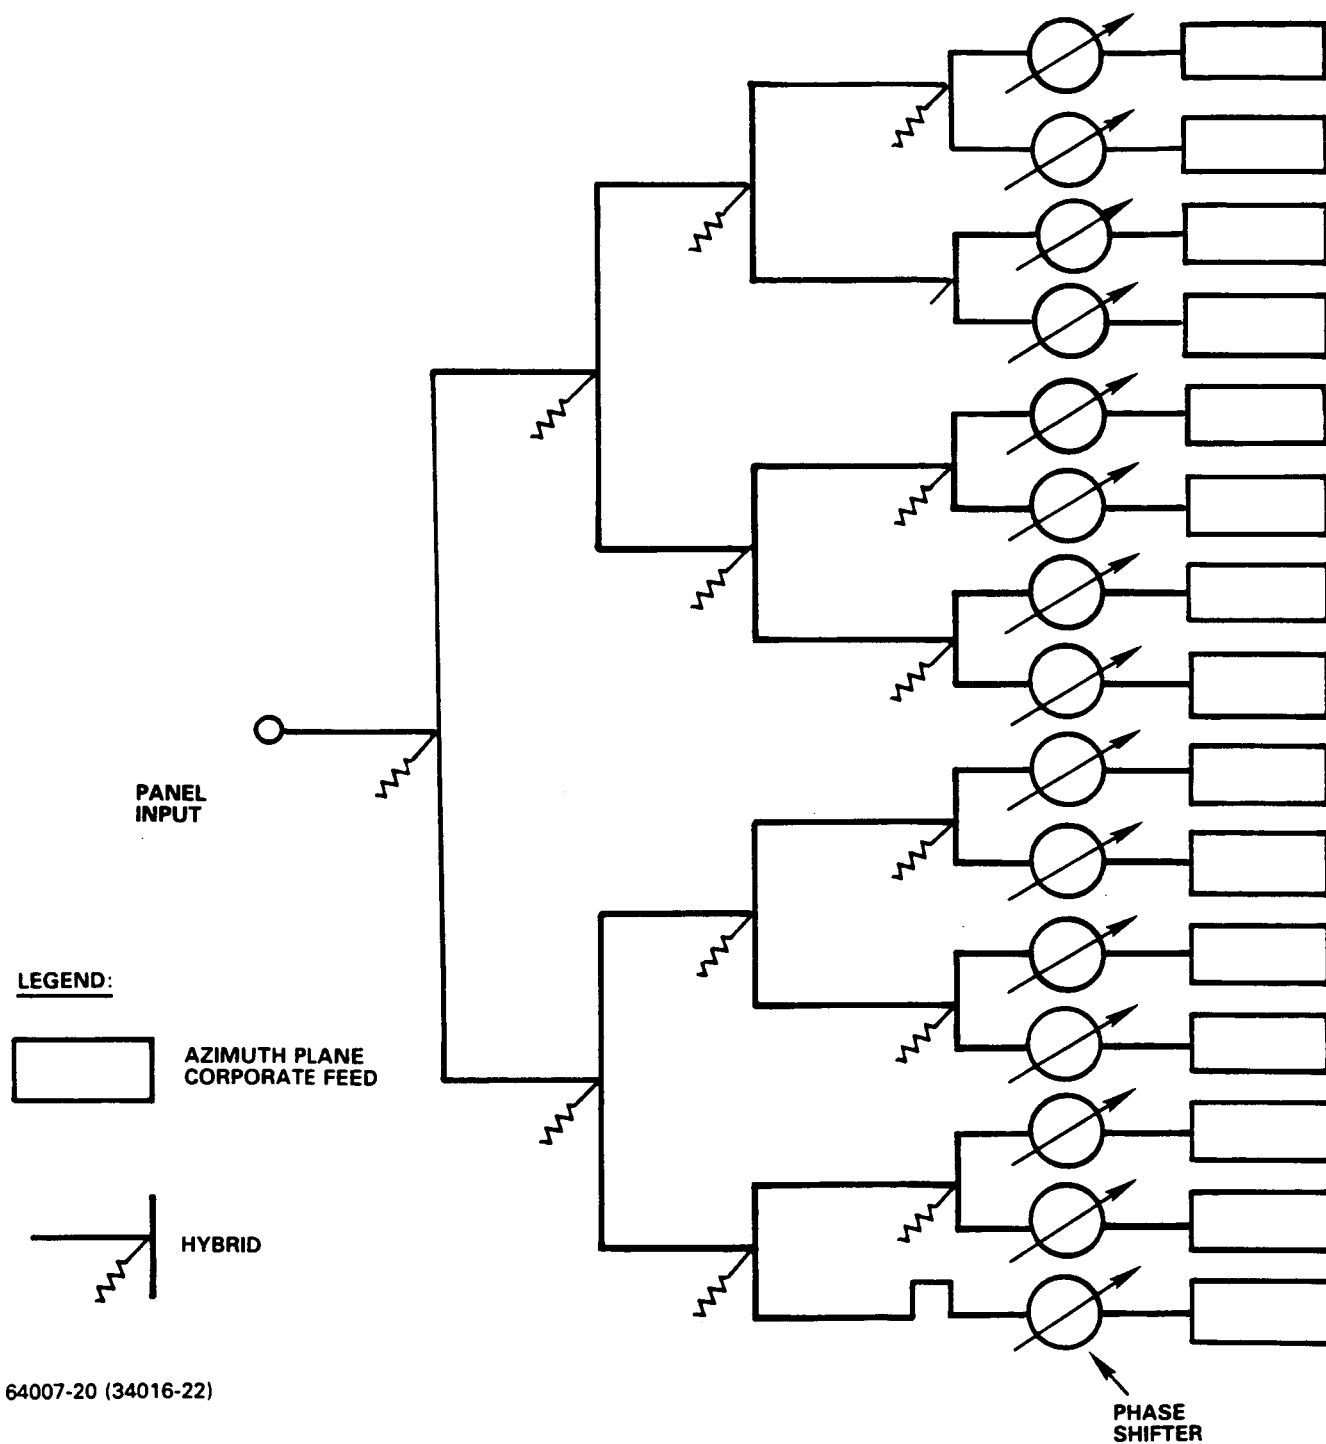 PANEL
INPUT
LEGEND:
AZIMUTH PLANE
CORPORATE FEED
HYBRID
64007-20 (34016-22)
PHASE
SHIFTER